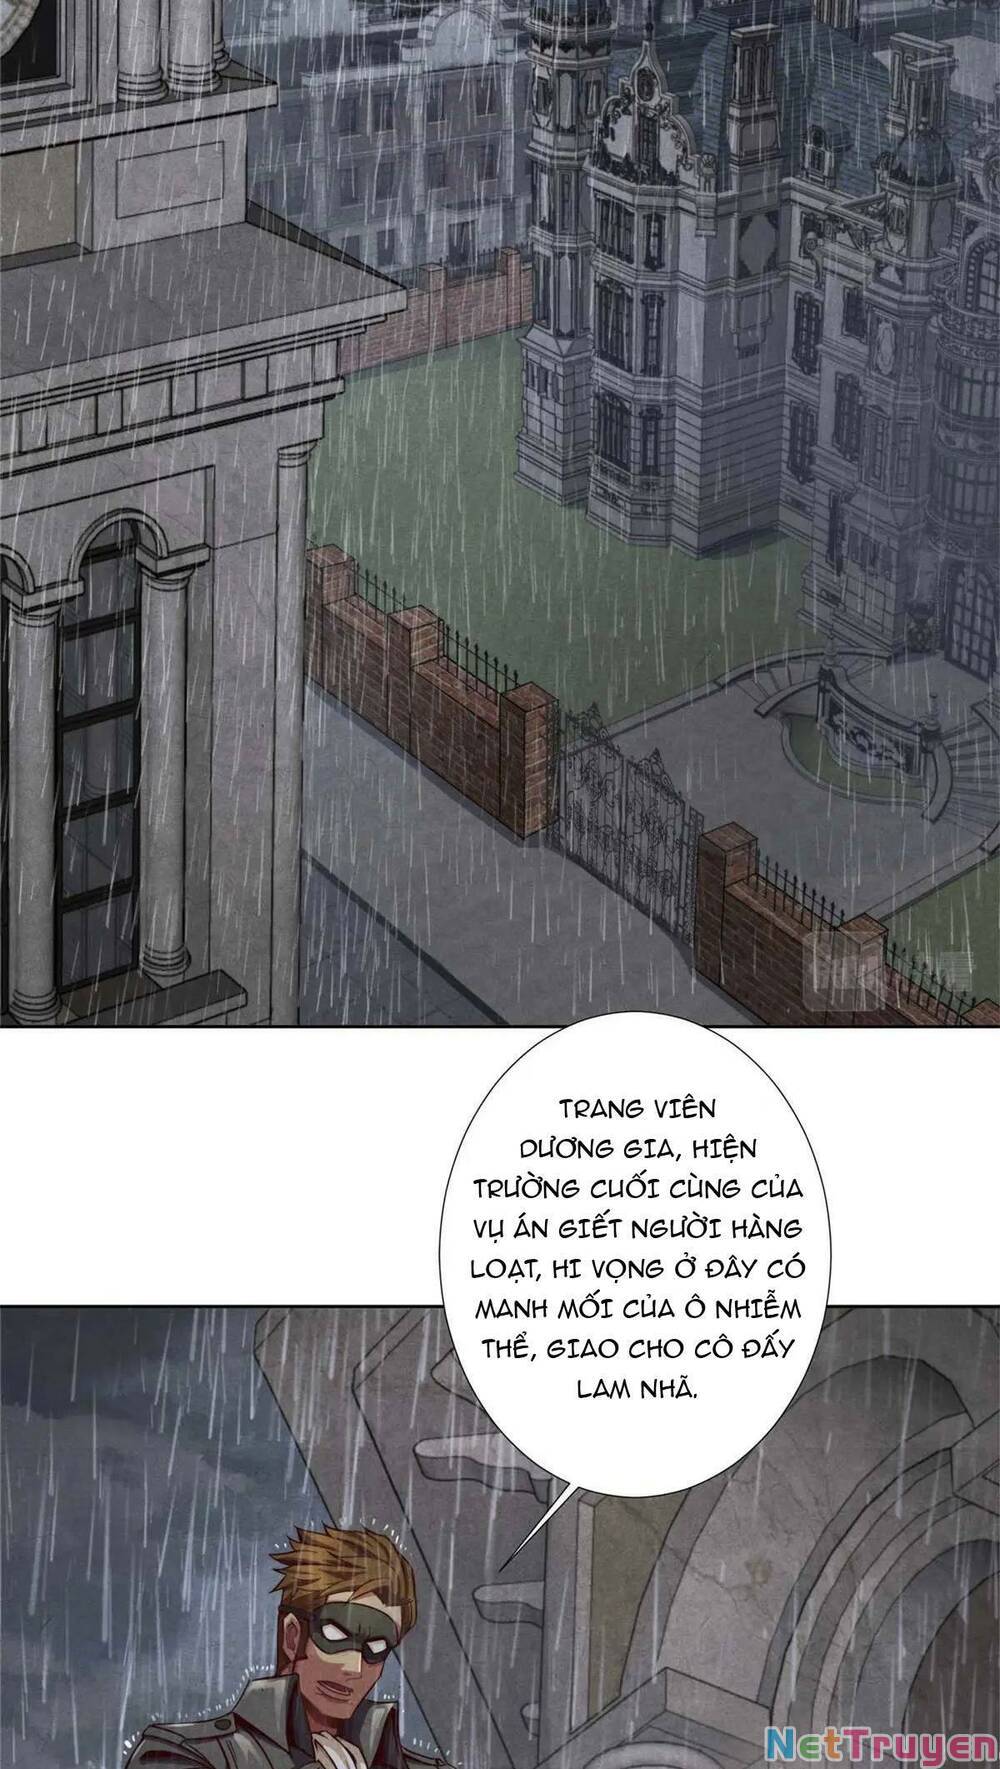 TRANG VIÊN
DƯƠNG GIA, HIỆN
TRƯỜNG CUỐI CÙNG CỦA
VỤ ÁN GIẾT NGƯỜI HÀNG
LOẠT, HI VỌNG Ở ĐÂY CÓ
MANH MỐI CỦA Ô NHIỄM
THỂ, GIAO CHO CÔ ĐẤY
LAM NHÃ.
NetTruyen